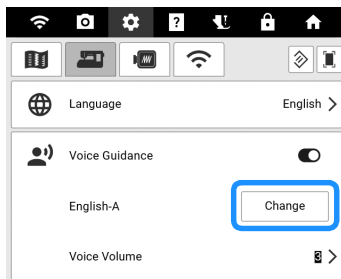 ?
Language English
Voice Guidance
English-A Change
Voice Volume 3